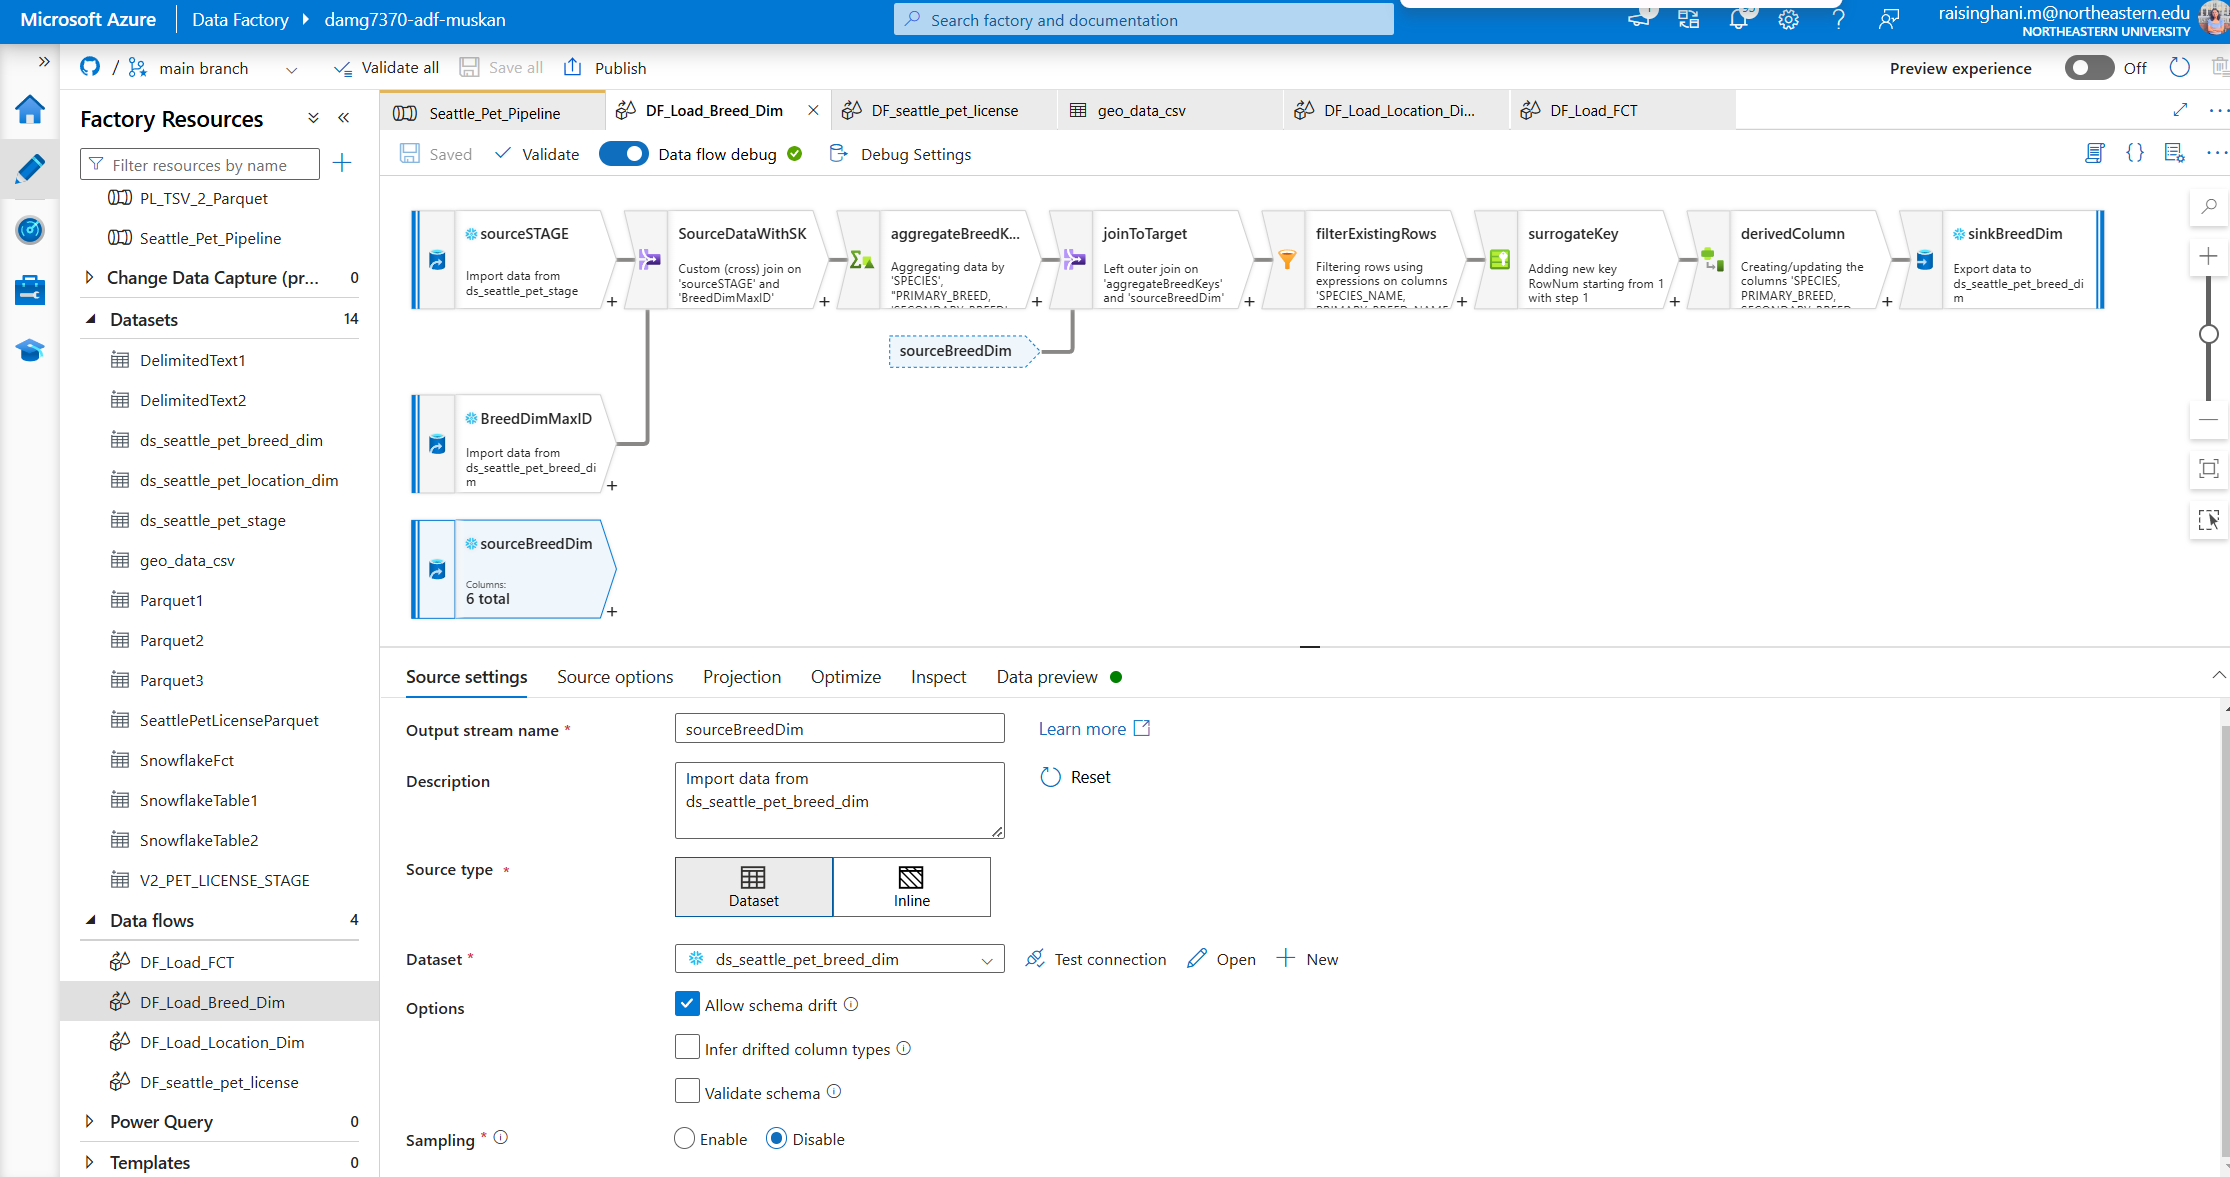 Microsoft Azure
Data Factory
damg7370-adf-muskan
Search factory and documentation
raisinghani.m@northeastern.edu
NORTHEASTERN UNIVERSITY
/ main branch
Validate all
Save all
Publish
Preview experience
Off
Factory Resources
Filter resources by name
PL_TSV_2_Parquet
Seattle_Pet_Pipeline
Change Data Capture (pr... 0
Datasets 14
DelimitedText1
DelimitedText2
ds_seattle_pet_breed_dim
ds_seattle_pet_location_dim
ds_seattle_pet_stage
geo_data_csv
Parquet1
Parquet2
Parquet3
SeattlePetLicenseParquet
SnowflakeFct
SnowflakeTable1
SnowflakeTable2
V2_PET_LICENSE_STAGE
Data flows 4
DF_Load_FCT
DF_Load_Breed_Dim
DF_Load_Location_Dim
DF_seattle_pet_license
Power Query 0
Templates 0
Seattle_Pet_Pipeline
DF_Load_Breed_Dim
DF_seattle_pet_license
geo_data_csv
DF_Load_Location_Di...
DF_Load_FCT
Saved
Validate
Data flow debug
Debug Settings
sourceSTAGE
Import data from
ds_seattle_pet_stage
SourceDataWithSK
Custom (cross) join on
'sourceSTAGE' and
'BreedDimMaxID'
aggregateBreedK...
Aggregating data by
'SPECIES',
"PRIMARY_BREED,
joinToTarget
Left outer join on
'aggregateBreedKeys'
and 'sourceBreedDim'
filterExistingRows
Filtering rows using
expressions on columns
'SPECIES_NAME,
surrogateKey
Adding new key
RowNum starting from 1
with step 1
derivedColumn
Creating/updating the
columns 'SPECIES,
PRIMARY_BREED,
sinkBreedDim
Export data to
ds_seattle_pet_breed_di
m
sourceBreedDim
BreedDimMaxID
Import data from
ds_seattle_pet_breed_di
m
sourceBreedDim
Columns:
6 total
Source settings
Source options
Projection
Optimize
Inspect
Data preview
Output stream name *
sourceBreedDim
Learn more
Description
Import data from
ds_seattle_pet_breed_dim
Reset
Source type *
Dataset
Inline
Dataset *
ds_seattle_pet_breed_dim
Test connection
Open
New
Options
Allow schema drift
Infer drifted column types
Validate schema
Sampling *
Enable
Disable